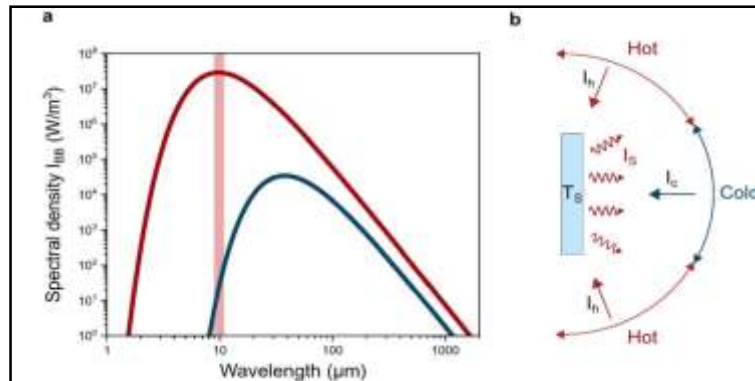 a
Spectral density I_BB (W/m³)
10⁸
10⁷
10⁶
10⁵
10⁴
10³
10²
10¹
10⁰
1
10
100
1000
Wavelength (μm)
b
Hot
I_h
I_S
T_S
I_c
Cold
I_h
Hot